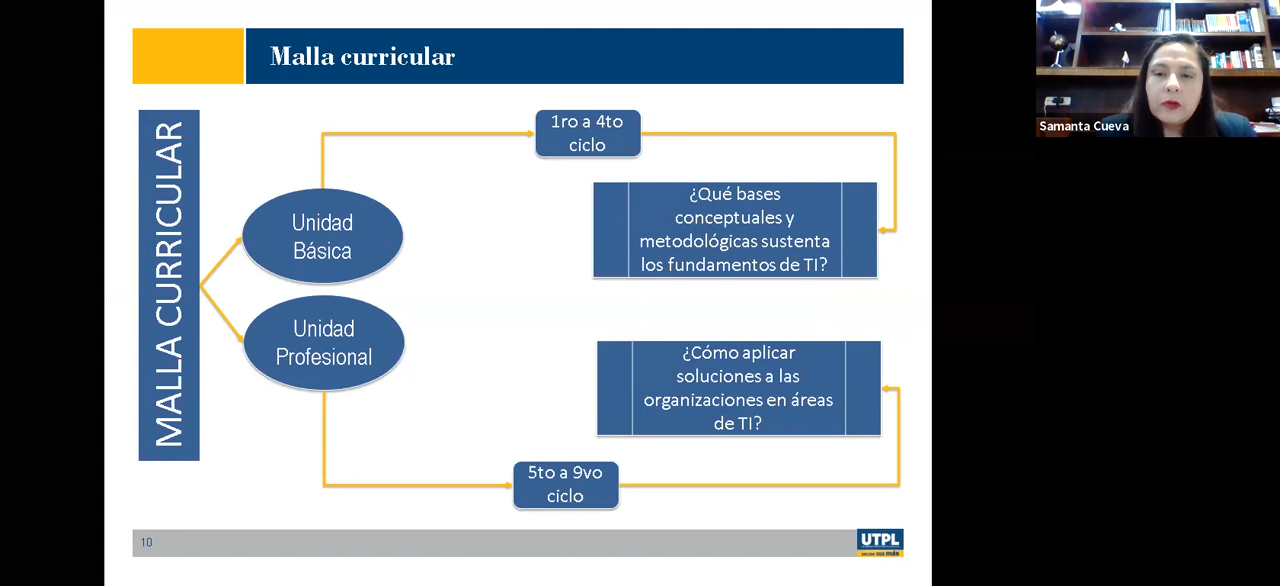 Malla curricular
MALLA CURRICULAR
Unidad
Básica
1ro a 4to
ciclo
¿Qué bases
conceptuales y
metodológicas sustenta
los fundamentos de TI?
Unidad
Profesional
5to a 9vo
ciclo
¿Cómo aplicar
soluciones a las
organizaciones en áreas
de TI?
10
UTPL
Samanta Cueva